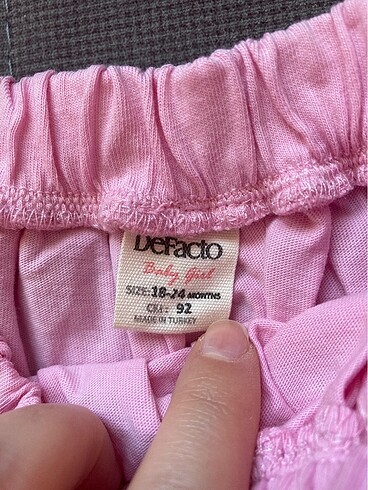 DeFacto
Baby Girl
SIZE: 18-24 MONTHS
CM: 92
MADE IN TURKEY